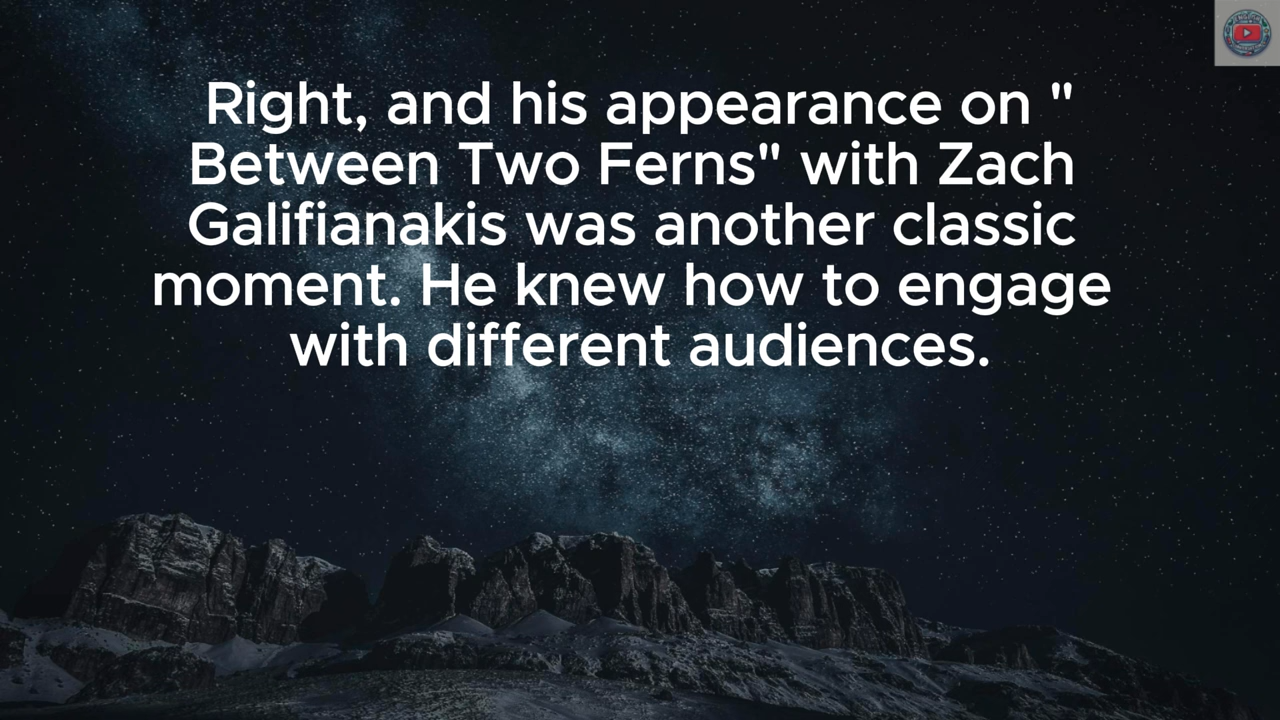 Right, and his appearance on "
Between Two Ferns" with Zach
Galifianakis was another classic
moment. He knew how to engage
with different audiences.